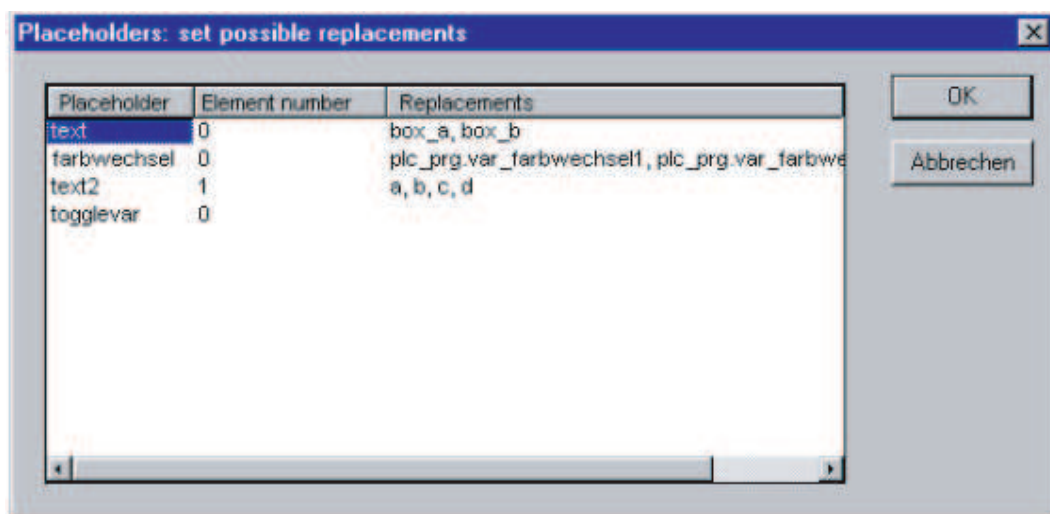 Placeholders: set possible replacements
Placeholder Element number Replacements OK
text 0 box_a, box_b
farbwechsel 0 plc_prg.var_farbwechsel1, plc_prg.var_farbwe Abbrechen
text2 1 a, b, c, d
togglevar 0